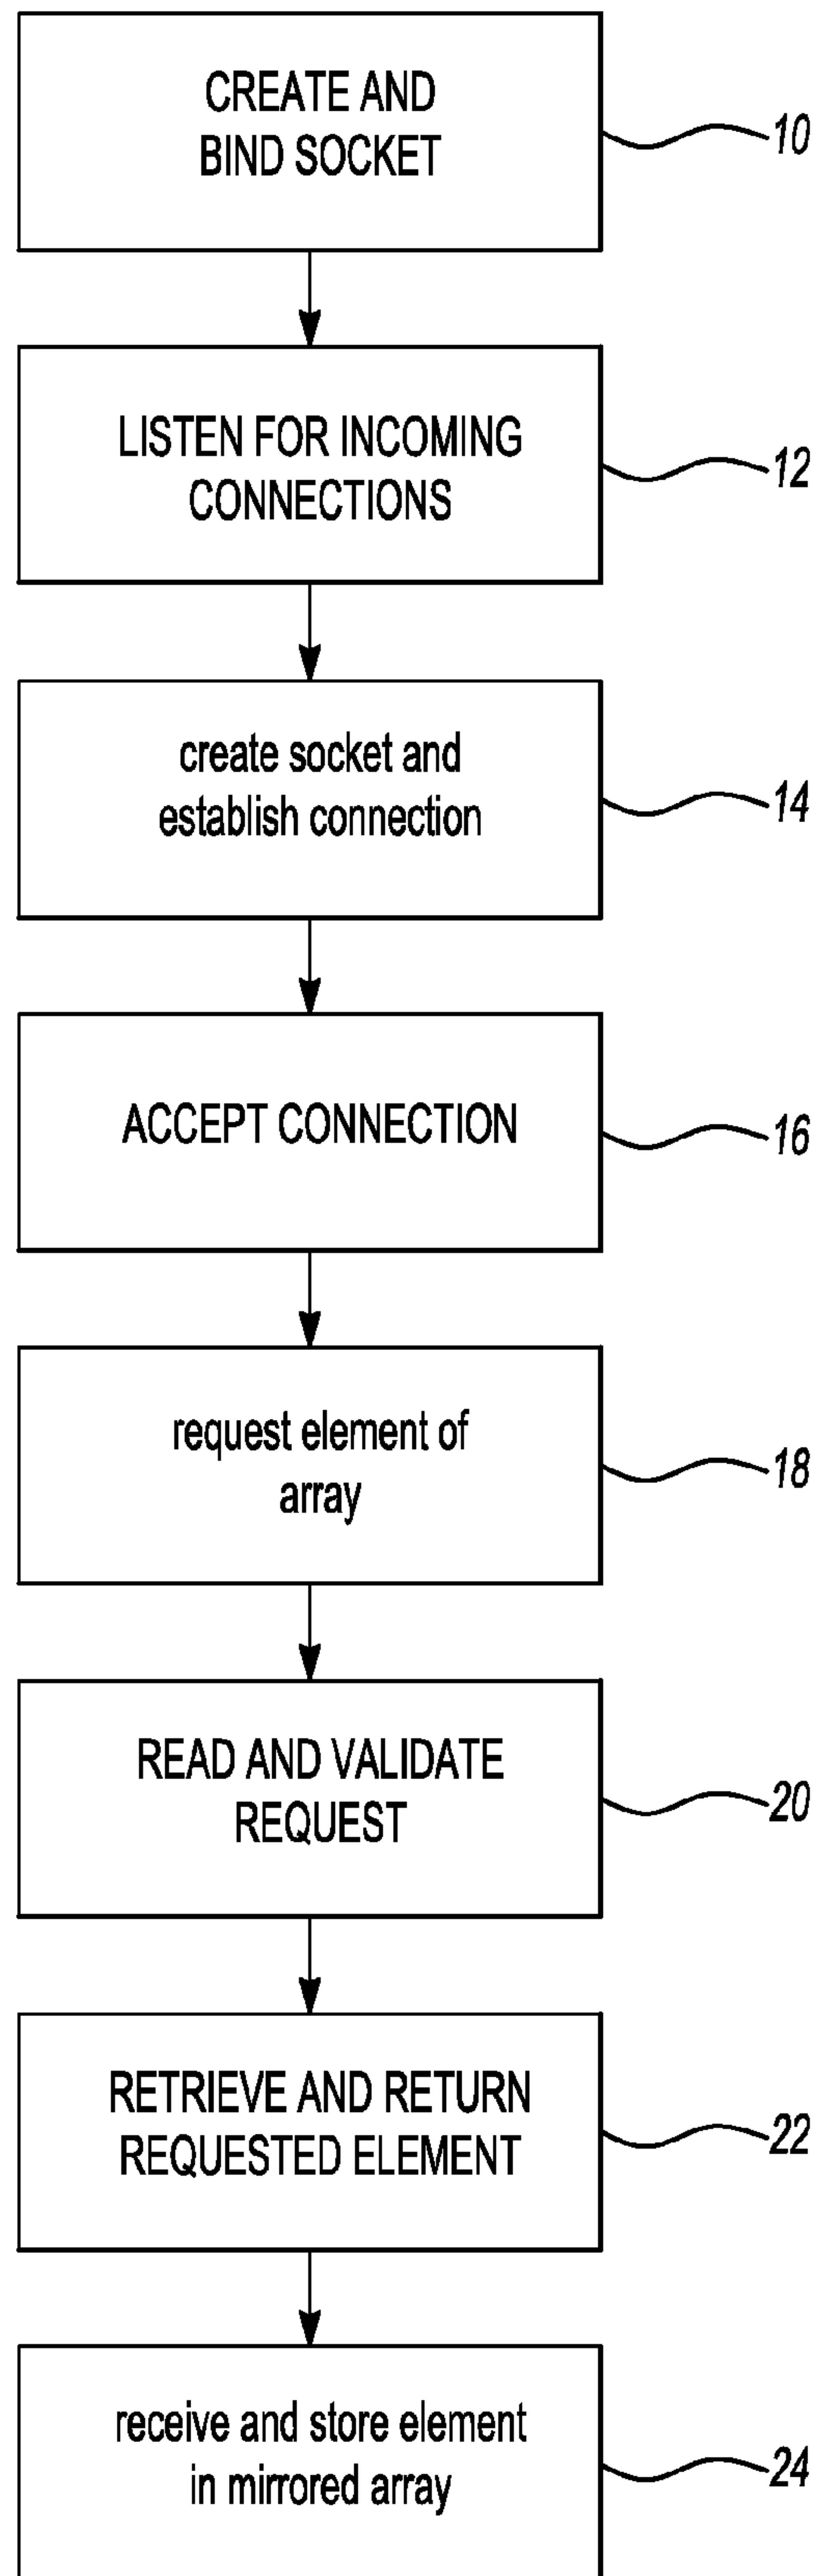 CREATE AND
BIND SOCKET
10
LISTEN FOR INCOMING
CONNECTIONS
12
create socket and
establish connection
14
ACCEPT CONNECTION
16
request element of
array
18
READ AND VALIDATE
REQUEST
20
RETRIEVE AND RETURN
REQUESTED ELEMENT
22
receive and store element
in mirrored array
24